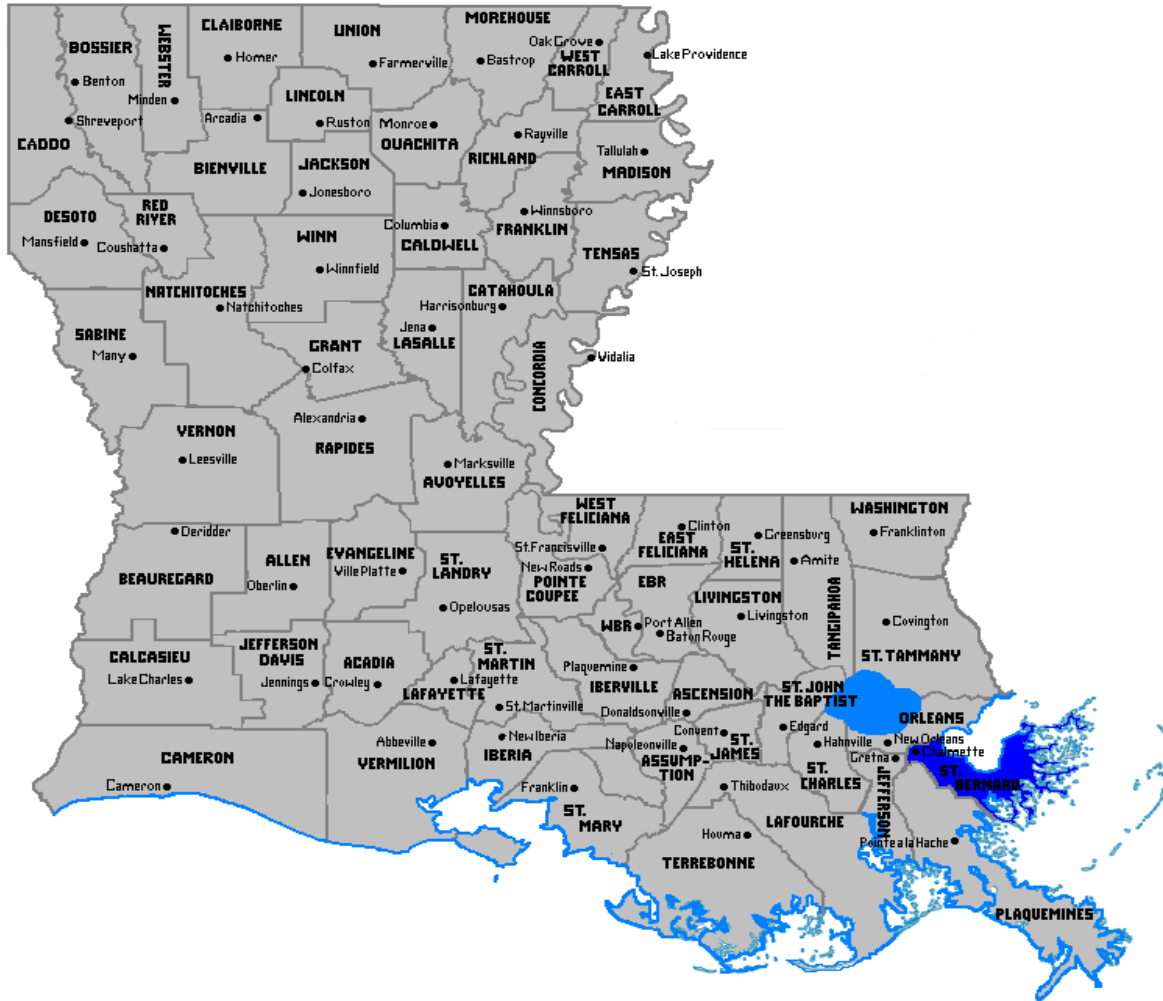 MOREHOUSE
CLAIBORNE
UNION
WEBSTER
BOSSIER
Oak Grove
WEST
CARROLL
Lake Providence
Homer
Farmerville
Bastrop
Benton
EAST
CARROLL
LINCOLN
Minden
Shreveport
Arcadia
Ruston
Monroe
OUACHITA
Rayville
RICHLAND
CADDO
Tallulah
MADISON
BIENVILLE
JACKSON
Jonesboro
RED
RIVER
DESOTO
Mansfield
Coushatta
WINN
Columbia
CALDWELL
Winnsboro
FRANKLIN
TENSAS
St. Joseph
Winnfield
NATCHITOCHES
Natchitoches
CATAHOULA
Harrisonburg
SABINE
Many
GRANT
Colfax
Jena
LASALLE
CONCORDIA
Vidalia
Alexandria
RAPIDES
VERNON
Leesville
Marksville
AVOYELLES
WEST
FELICIANA
St. Francisville
Clinton
EAST
FELICIANA
Greensburg
ST.
HELENA
WASHINGTON
Franklinton
Deridder
BEAUREGARD
ALLEN
Oberlin
EVANGELINE
Ville Platte
ST.
LANDRY
Opelousas
New Roads
POINTE
COUPEE
EBR
Amite
TANGIPAHOA
LIVINGSTON
Livingston
WBR
Port Allen
Baton Rouge
Covington
ST. TAMMANY
CALCASIEU
Lake Charles
JEFFERSON
DAVIS
Jennings
ACADIA
Crowley
LAFAYETTE
Lafayette
ST.
MARTIN
St. Martinville
Plaquemine
IBERVILLE
ASCENSION
Donaldsonville
ST. JOHN
THE BAPTIST
Edgard
ORLEANS
New Orleans
Chalmette
Gretna
CAMERON
Cameron
Abbeville
VERMILION
New Iberia
IBERIA
Napoleonville
ASSUMP-
TION
Convent
ST.
JAMES
Hahnville
ST.
CHARLES
JEFFERSON
ST.
BERNARD
Franklin
ST.
MARY
Thibodaux
LAFOURCHE
Houma
TERREBONNE
Pointe a la Hache
PLAQUEMINES